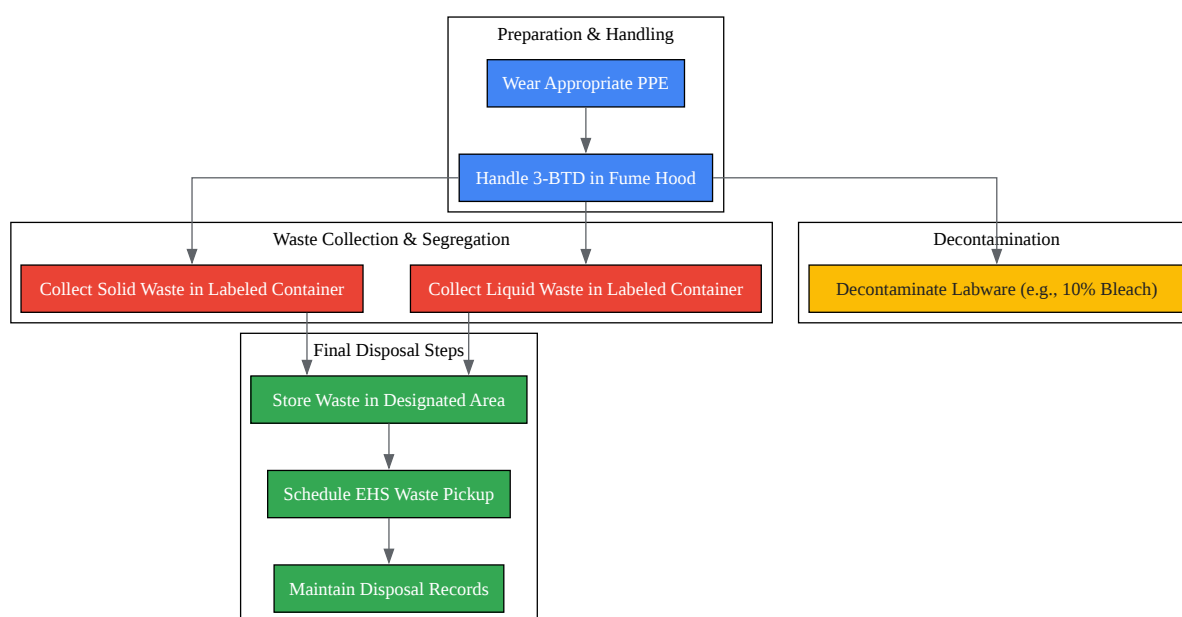 Preparation & Handling
Wear Appropriate PPE
Handle 3-BTD in Fume Hood
Waste Collection & Segregation
Collect Solid Waste in Labeled Container
Collect Liquid Waste in Labeled Container
Decontamination
Decontaminate Labware (e.g., 10% Bleach)
Final Disposal Steps
Store Waste in Designated Area
Schedule EHS Waste Pickup
Maintain Disposal Records